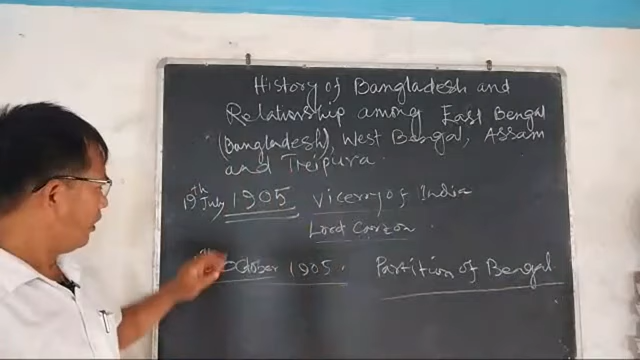 History of Bangladesh and
Relationship among East Bengal
(Bangladesh), West Bengal, Assam
and Treipura.
19th July, 1905 Viceroy of India
Lord Curzon.
October 1905. Partition of Bengal